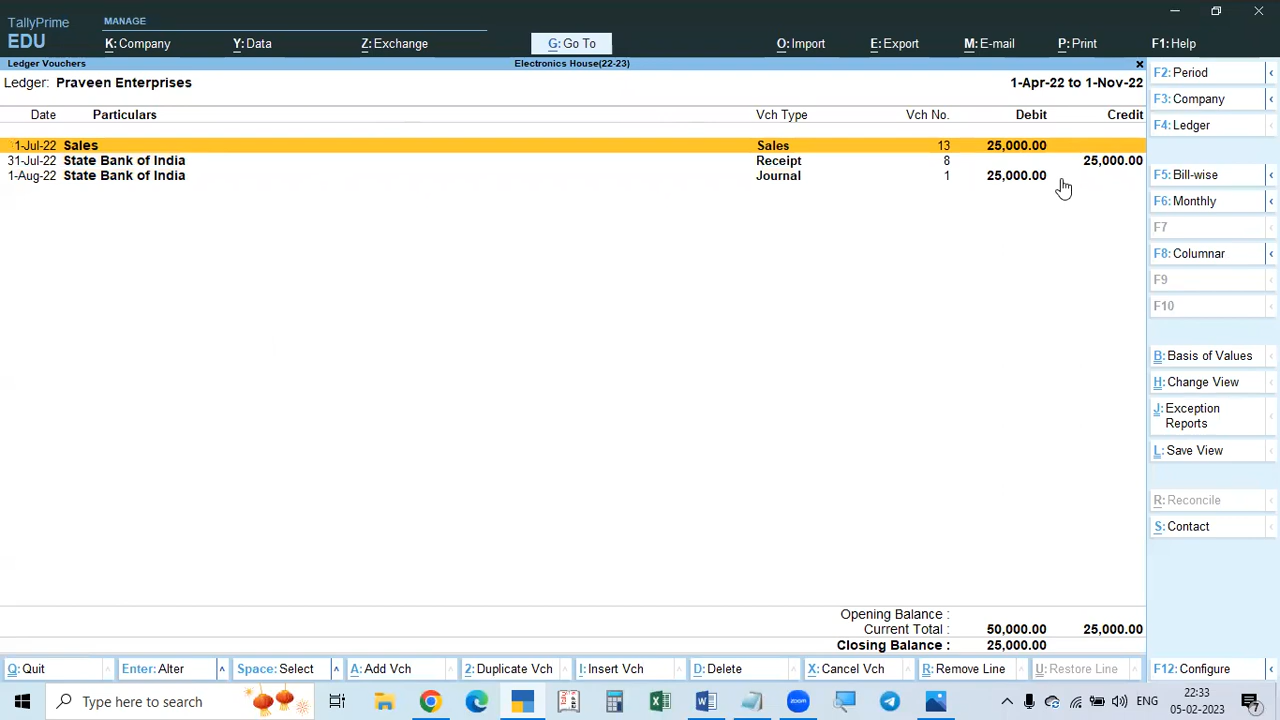 TallyPrime
EDU
MANAGE
K: Company
Y: Data
Z: Exchange
G: Go To
O: Import
E: Export
M: E-mail
P: Print
F1: Help
Ledger Vouchers
Electronics House(22-23)
Ledger: Praveen Enterprises
1-Apr-22 to 1-Nov-22
Date Particulars Vch Type Vch No. Debit Credit
1-Jul-22 Sales Sales 13 25,000.00
31-Jul-22 State Bank of India Receipt 8 25,000.00
1-Aug-22 State Bank of India Journal 1 25,000.00
Opening Balance :
Current Total : 50,000.00 25,000.00
Closing Balance : 25,000.00
F2: Period
F3: Company
F4: Ledger
F5: Bill-wise
F6: Monthly
F7
F8: Columnar
F9
F10
B: Basis of Values
H: Change View
J: Exception
Reports
L: Save View
R: Reconcile
S: Contact
Q: Quit
Enter: Alter
Space: Select
A: Add Vch
2: Duplicate Vch
I: Insert Vch
D: Delete
X: Cancel Vch
R: Remove Line
U: Restore Line
F12: Configure
Type here to search
ENG
22:33
05-02-2023
7